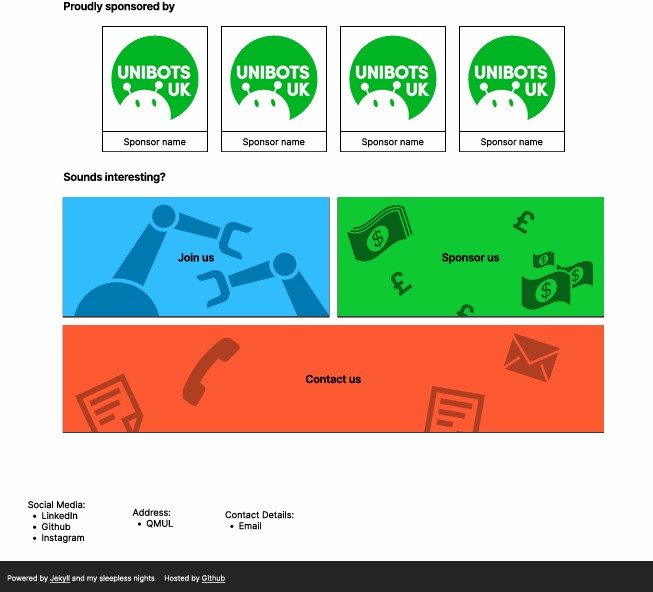 Proudly sponsored by
UNIBOTS UK
UNIBOTS UK
UNIBOTS UK
UNIBOTS UK
Sponsor name
Sponsor name
Sponsor name
Sponsor name
Sounds interesting?
Join us
$
£
£
£
$
$
$
Sponsor us
Contact us
Social Media:
• LinkedIn
• Github
• Instagram
Address:
• QMUL
Contact Details:
• Email
Powered by Jekyll and my sleepless nights
Hosted by Github